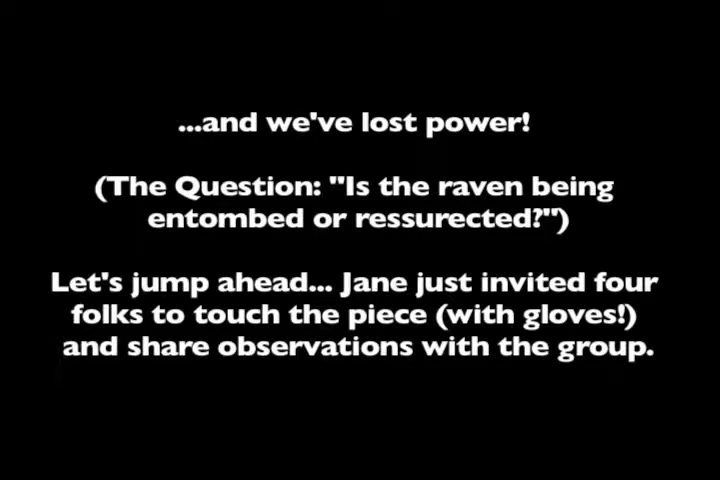 ...and we've lost power!
(The Question: "Is the raven being
entombed or ressurected?")
Let's jump ahead... Jane just invited four
folks to touch the piece (with gloves!)
and share observations with the group.